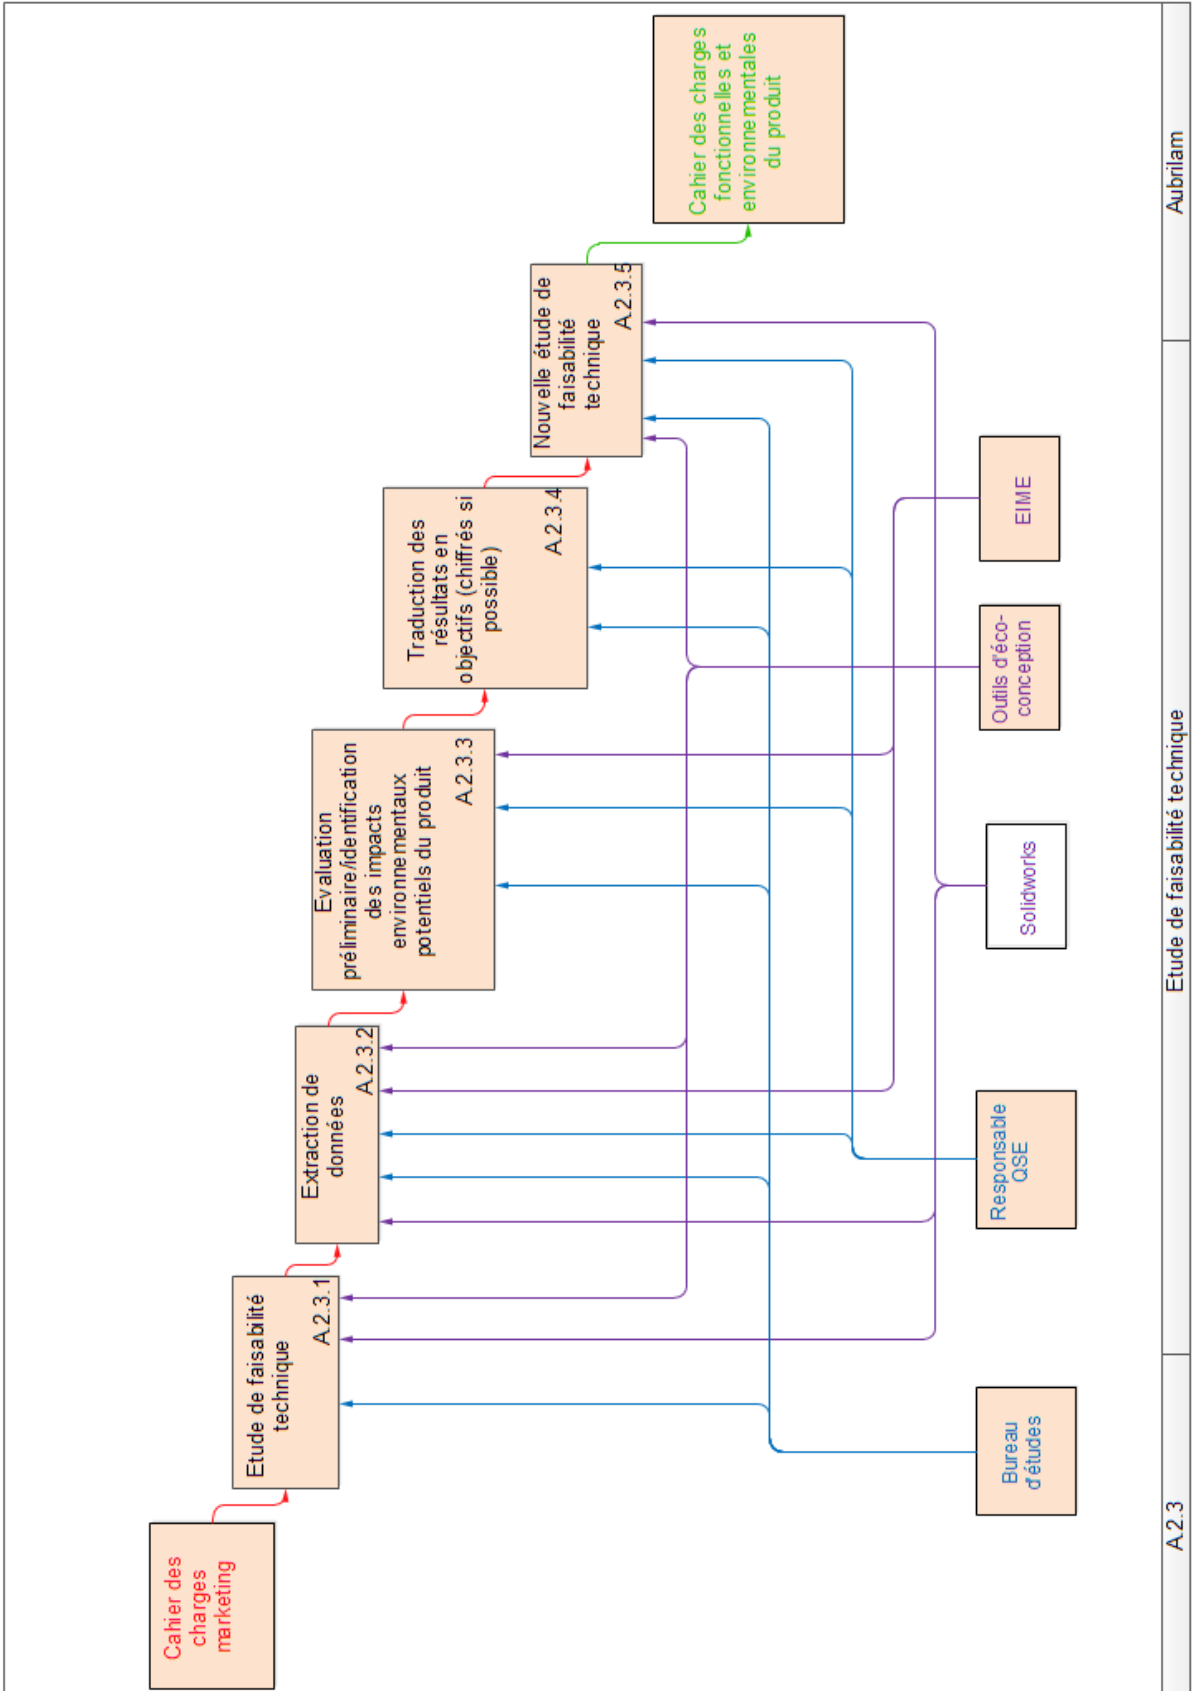 Cahier des
charges
marketing
Etude de faisabilité
technique
A.2.3.1
Extraction de
données
A.2.3.2
Evaluation
préliminaire/identification
des impacts
environnementaux
potentiels du produit
A.2.3.3
Traduction des
résultats en
objectifs (chiffrés si
possible)
A.2.3.4
Nouvelle étude de
faisabilité
technique
A.2.3.5
Cahier des charges
fonctionnelles et
environnementales
du produit
Bureau
d'études
Responsable
QSE
Solidworks
Outils d'éco-
conception
EIME
A.2.3
Etude de faisabilité technique
Aubrilam